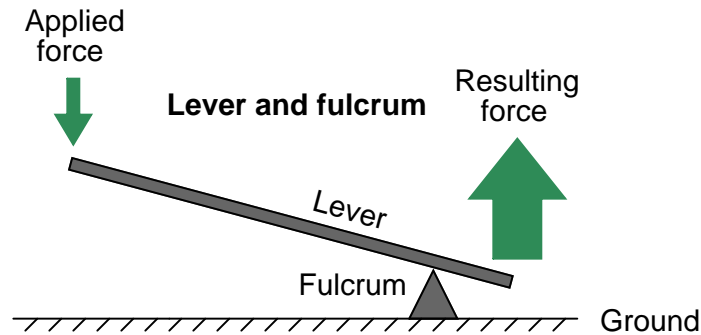 Applied
force
Lever and fulcrum
Resulting
force
Lever
Fulcrum
Ground